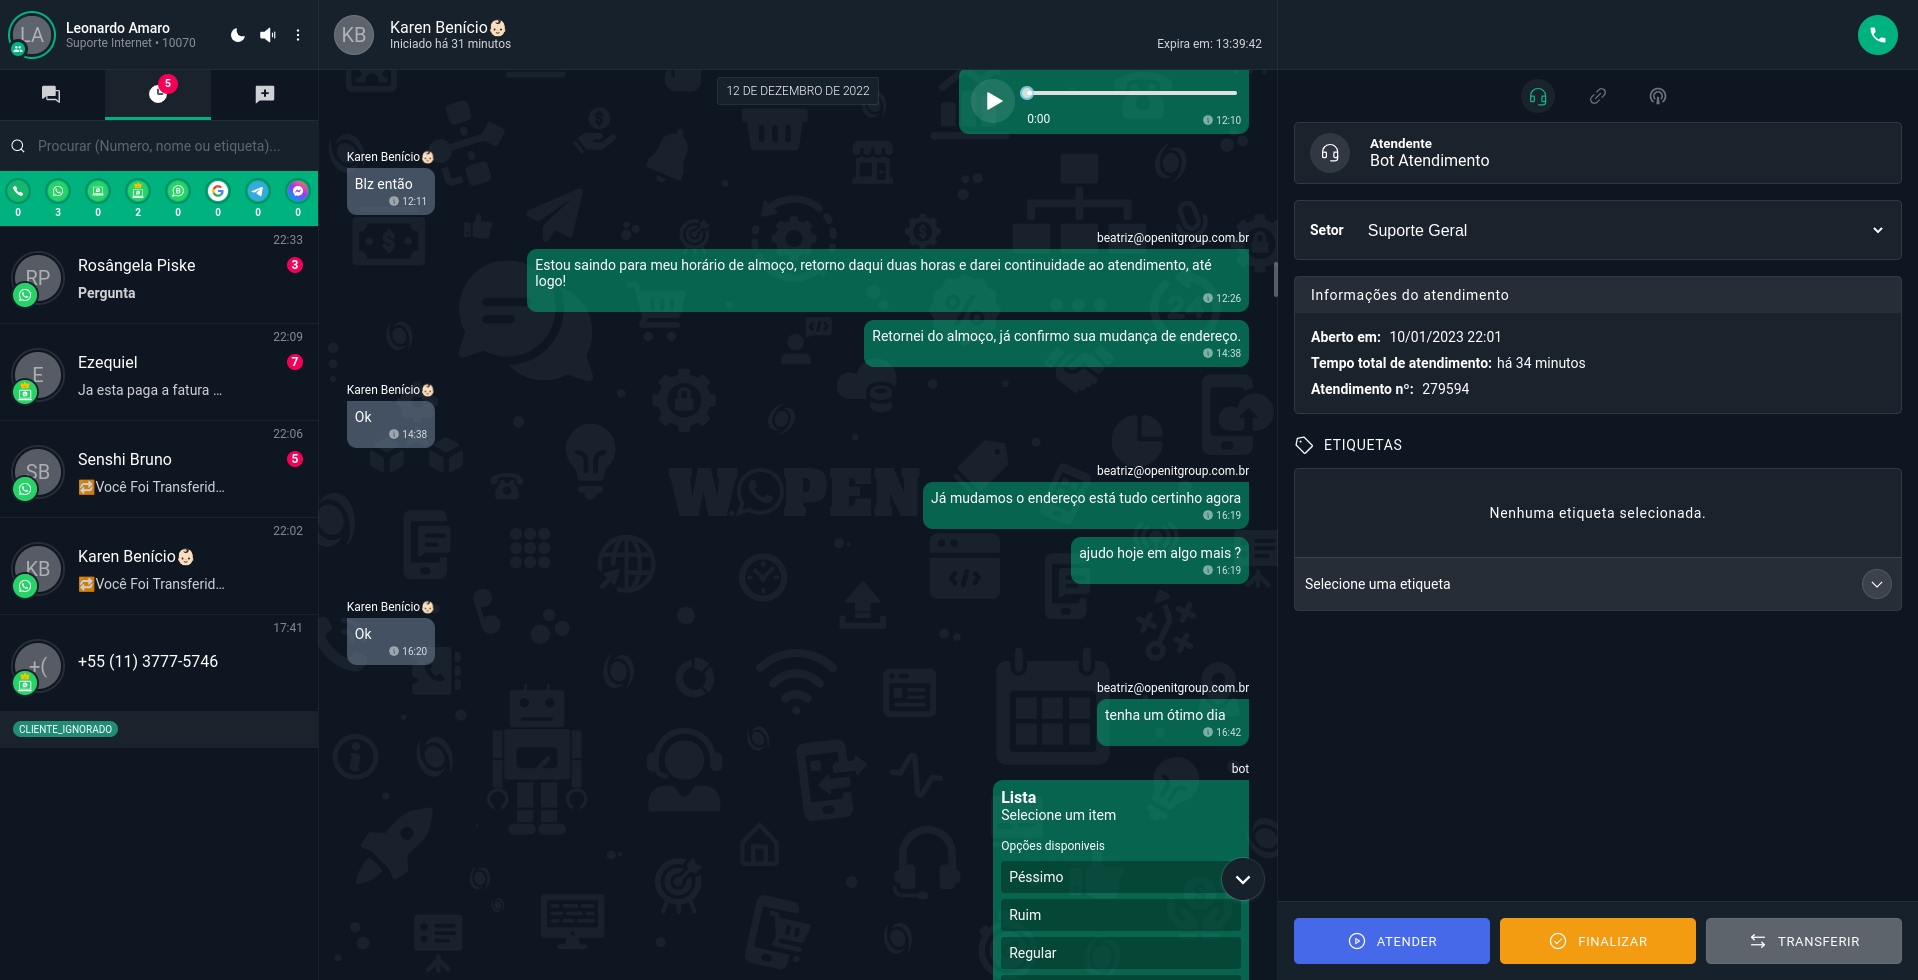 LA
Leonardo Amaro
Suporte Internet • 10070
5
Procurar (Numero, nome ou etiqueta)...
0 3 0 2 0 0 0 0
22:33
RP
Rosângela Piske
3
Pergunta
22:09
E
Ezequiel
7
Ja esta paga a fatura ...
22:06
SB
Senshi Bruno
5
Você Foi Transferid...
22:02
KB
Karen Benício
Você Foi Transferid...
17:41
+(
+55 (11) 3777-5746
CLIENTE_IGNORADO
KB
Karen Benício
Iniciado há 31 minutos
Expira em: 13:39:42
12 DE DEZEMBRO DE 2022
0:00
12:10
Karen Benício
Blz então
12:11
beatriz@openitgroup.com.br
Estou saindo para meu horário de almoço, retorno daqui duas horas e darei continuidade ao atendimento, até
logo!
12:26
Retornei do almoço, já confirmo sua mudança de endereço.
14:38
Karen Benício
Ok
14:38
WOPEN
beatriz@openitgroup.com.br
Já mudamos o endereço está tudo certinho agora
16:19
ajudo hoje em algo mais ?
16:19
Karen Benício
Ok
16:20
beatriz@openitgroup.com.br
tenha um ótimo dia
16:42
bot
Lista
Selecione um item
Opções disponiveis
Péssimo
Ruim
Regular
Atendente
Bot Atendimento
Setor
Suporte Geral
Informações do atendimento
Aberto em: 10/01/2023 22:01
Tempo total de atendimento: há 34 minutos
Atendimento nº: 279594
ETIQUETAS
Nenhuma etiqueta selecionada.
Selecione uma etiqueta
ATENDER
FINALIZAR
TRANSFERIR